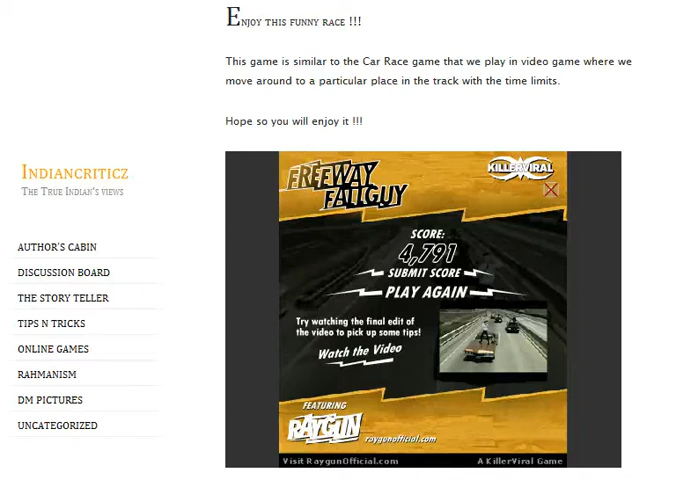 Enjoy this funny race !!!
This game is similar to the Car Race game that we play in video game where we
move around to a particular place in the track with the time limits.
Hope so you will enjoy it !!!
Indiancriticz
The True Indian's views
AUTHOR'S CABIN
DISCUSSION BOARD
THE STORY TELLER
TIPS N TRICKS
ONLINE GAMES
RAHMANISM
DM PICTURES
UNCATEGORIZED
FREEWAY
FALLGUY
KILLERVIRAL
SCORE:
4,791
SUBMIT SCORE
PLAY AGAIN
Try watching the final edit of
the video to pick up some tips!
Watch the Video
FEATURING
RAYGUN
raygunofficial.com
Visit RaygunOfficial.com
A KillerViral Game